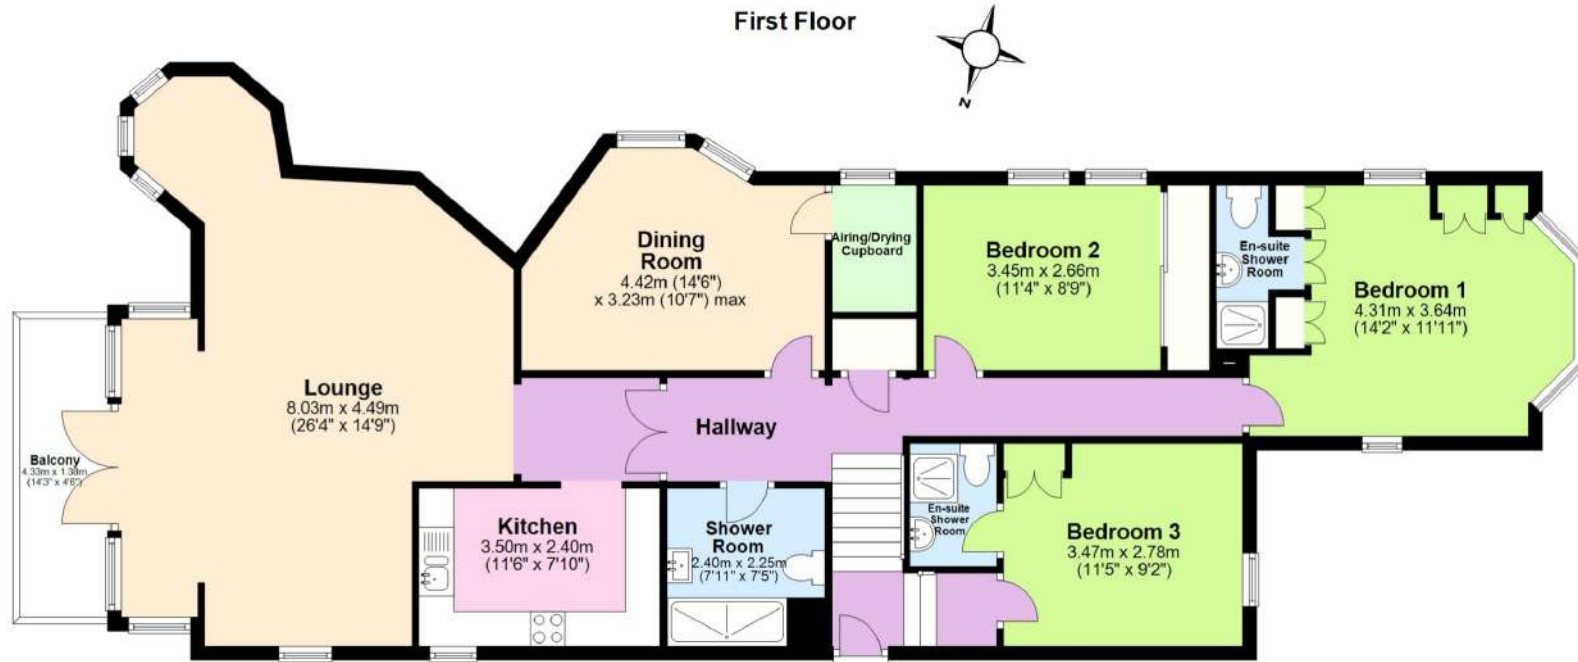 First Floor
N
Dining
Room
4.42m (14'6")
x 3.23m (10'7") max
Airing/Drying
Cupboard
Bedroom 2
3.45m x 2.66m
(11'4" x 8'9")
En-suite
Shower
Room
Bedroom 1
4.31m x 3.64m
(14'2" x 11'11")
Lounge
8.03m x 4.49m
(26'4" x 14'9")
Hallway
Balcony
4.33m x 1.38m
(14'3" x 4'6")
Kitchen
3.50m x 2.40m
(11'6" x 7'10")
Shower
Room
2.40m x 2.25m
(7'11" x 7'5")
En-suite
Shower
Room
Bedroom 3
3.47m x 2.78m
(11'5" x 9'2")